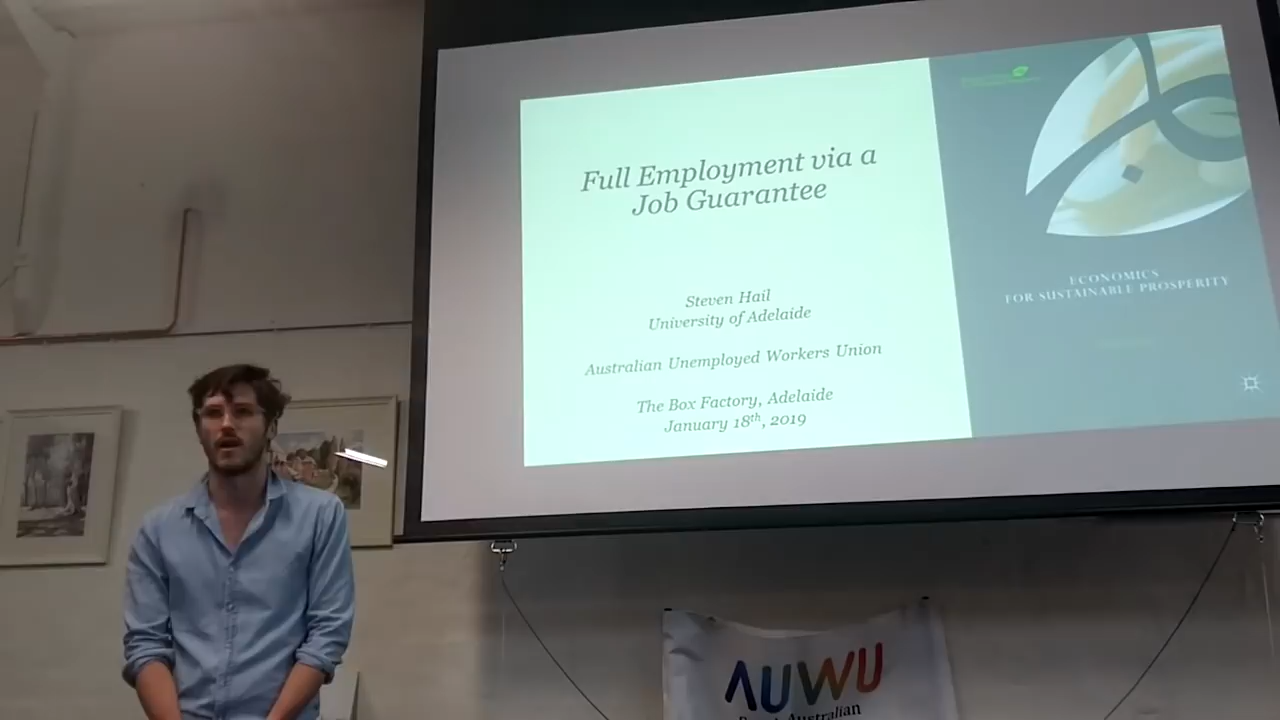 Full Employment via a
Job Guarantee
Steven Hail
University of Adelaide
Australian Unemployed Workers Union
The Box Factory, Adelaide
January 18th, 2019
ECONOMICS
FOR SUSTAINABLE PROSPERITY
AUWU
Australian